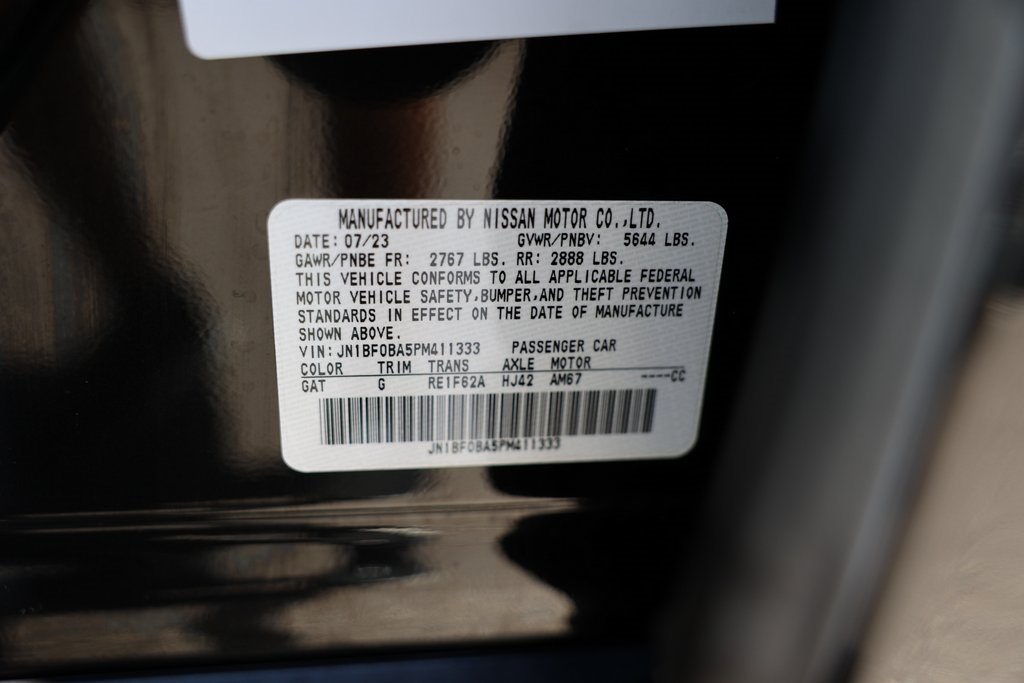 MANUFACTURED BY NISSAN MOTOR CO.,LTD.
DATE: 07/23 GVWR/PNBV: 5644 LBS.
GAWR/PNBE FR: 2767 LBS. RR: 2888 LBS.
THIS VEHICLE CONFORMS TO ALL APPLICABLE FEDERAL
MOTOR VEHICLE SAFETY,BUMPER,AND THEFT PREVENTION
STANDARDS IN EFFECT ON THE DATE OF MANUFACTURE
SHOWN ABOVE.
VIN: JN1BF0BA5PM411333 PASSENGER CAR
COLOR TRIM TRANS AXLE MOTOR
GAT G RE1F62A HJ42 AM67 ----CC
JN1BF0BA5PM411333